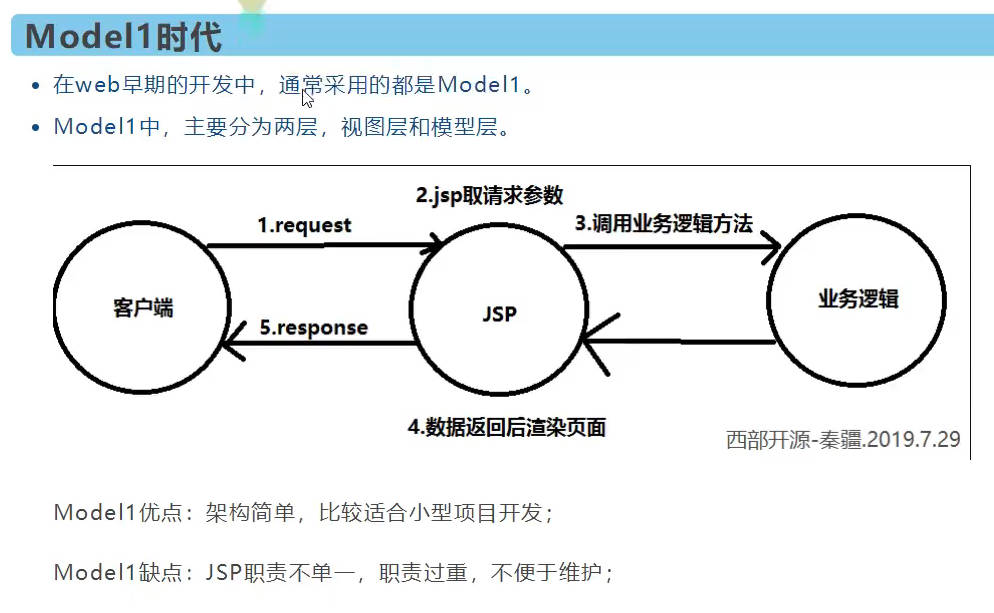 Model1时代
在web早期的开发中，通常采用的都是Model1。
Model1中，主要分为两层，视图层和模型层。
2.jsp取请求参数
1.request
3.调用业务逻辑方法
客户端
JSP
业务逻辑
5.response
4.数据返回后渲染页面
西部开源-秦疆.2019.7.29
Model1优点：架构简单，比较适合小型项目开发；
Model1缺点：JSP职责不单一，职责过重，不便于维护；